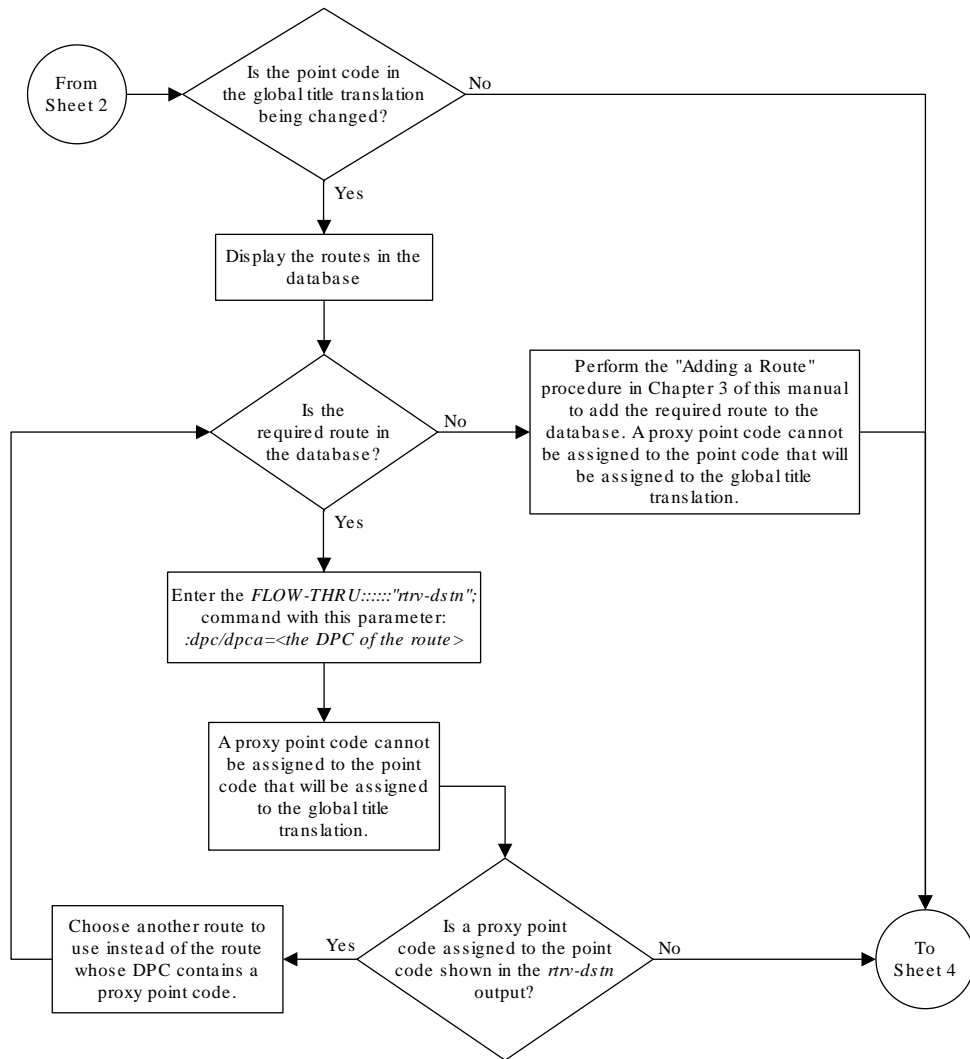 From
Sheet 2
Is the point code in
the global title translation
being changed?
No
Yes
Display the routes in the
database
Is the
required route in
the database?
No
Perform the "Adding a Route"
procedure in Chapter 3 of this manual
to add the required route to the
database. A proxy point code cannot
be assigned to the point code that will
be assigned to the global title
translation.
Yes
Enter the FLOW-THRU::::::"rtrv-dstn";
command with this parameter:
:dpc/dpca=<the DPC of the route>
A proxy point code cannot
be assigned to the point
code that will be assigned
to the global title
translation.
Is a proxy point
code assigned to the point
code shown in the rtrv-dstn
output?
Yes
Choose another route to
use instead of the route
whose DPC contains a
proxy point code.
No
To
Sheet 4